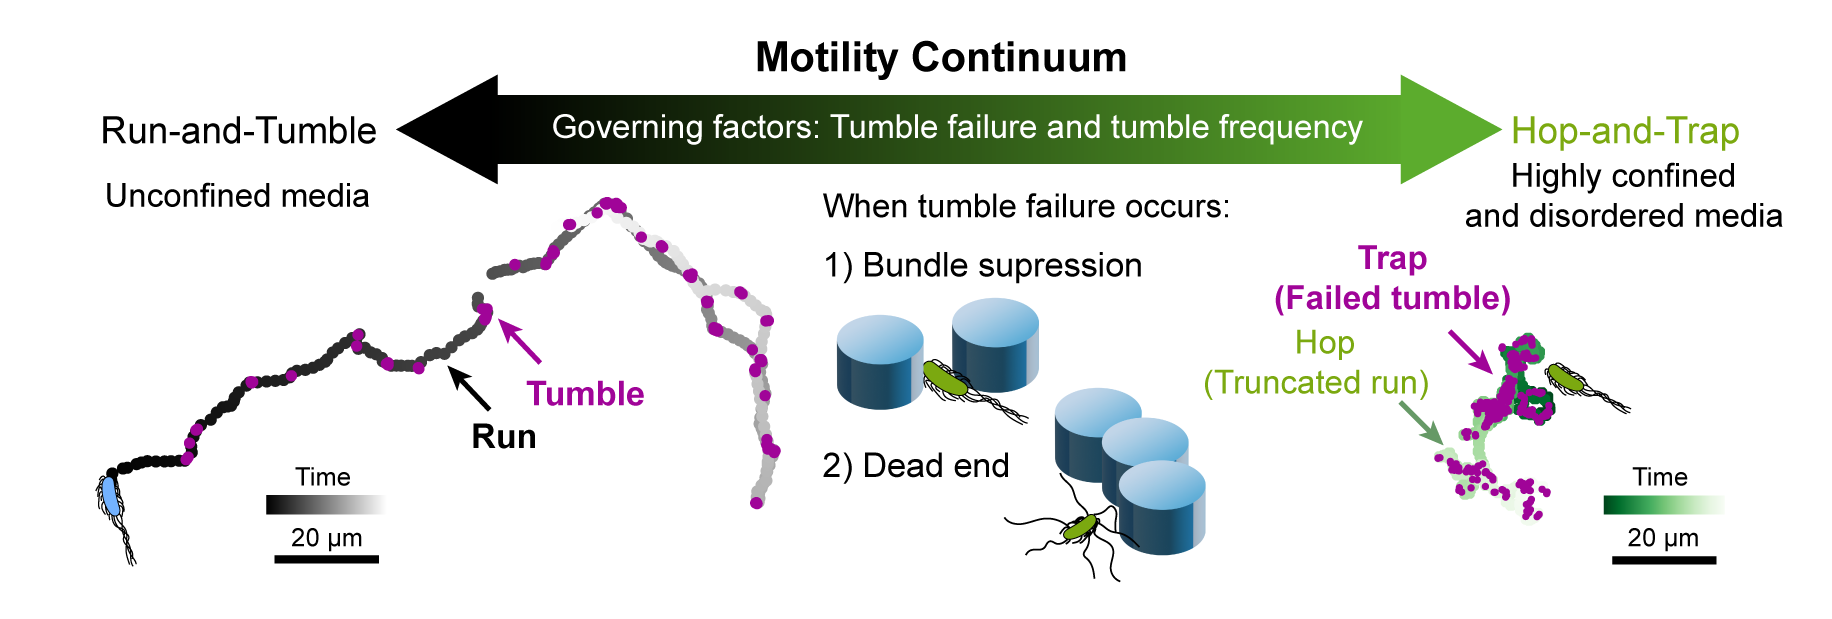 Motility Continuum
Governing factors: Tumble failure and tumble frequency
Run-and-Tumble
Unconfined media
Tumble
Run
Time
20 μm
When tumble failure occurs:
1) Bundle supression
2) Dead end
Hop-and-Trap
Highly confined
and disordered media
Trap
(Failed tumble)
Hop
(Truncated run)
Time
20 μm